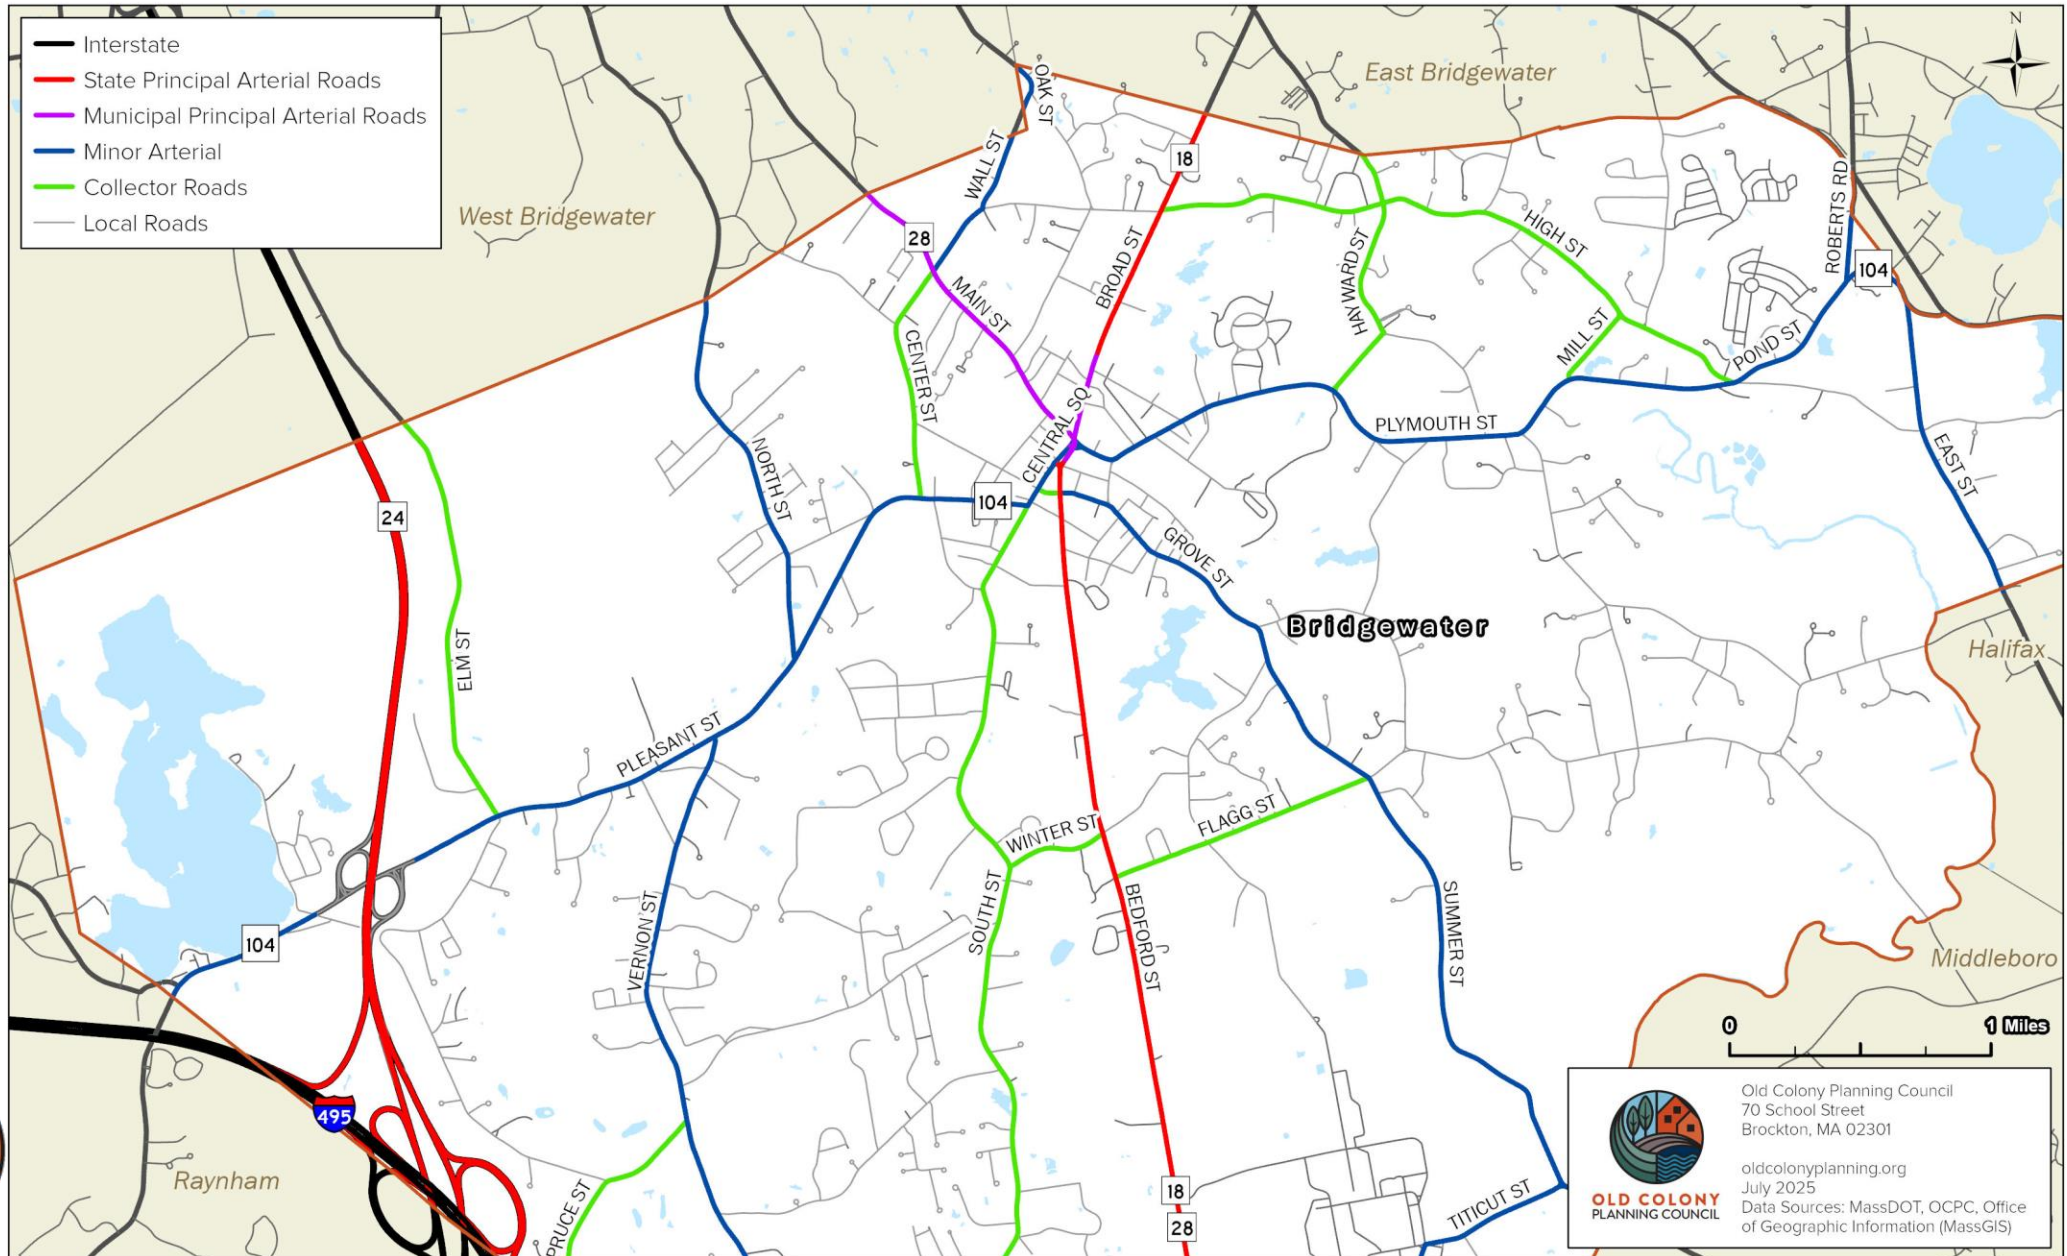 Interstate
State Principal Arterial Roads
Municipal Principal Arterial Roads
Minor Arterial
Collector Roads
Local Roads
N
East Bridgewater
West Bridgewater
OAK ST
WALL ST
18
28
MAIN ST
BROAD ST
HAYWARD ST
HIGH ST
ROBERTS RD
104
MILL ST
POND ST
CENTER ST
CENTRAL SQ
PLYMOUTH ST
NORTH ST
EAST ST
24
104
GROVE ST
Bridgewater
ELM ST
Halifax
PLEASANT ST
WINTER ST
FLAGG ST
104
VERNON ST
SOUTH ST
BEDFORD ST
SUMMER ST
Middleboro
0
1 Miles
495
Raynham
SPRUCE ST
18
28
TITICUT ST
OLD COLONY
PLANNING COUNCIL
Old Colony Planning Council
70 School Street
Brockton, MA 02301
oldcolonyplanning.org
July 2025
Data Sources: MassDOT, OCPC, Office
of Geographic Information (MassGIS)